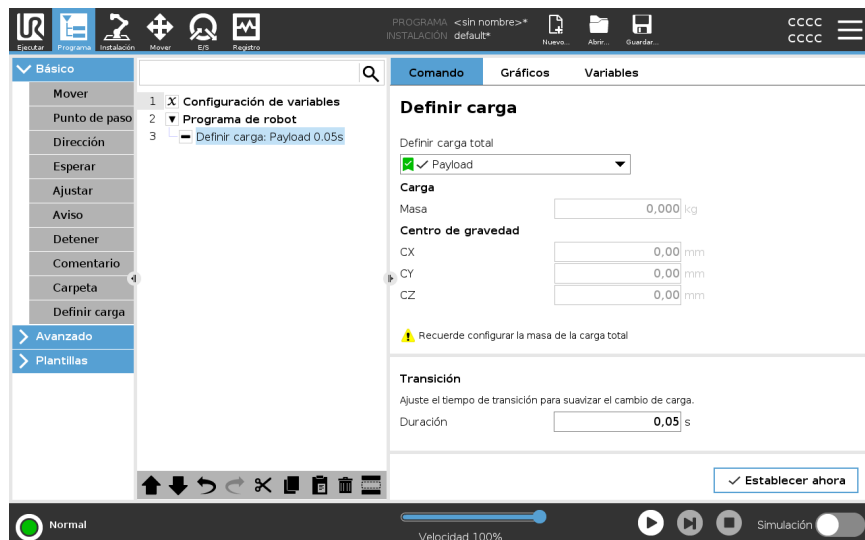 UR
PROGRAMA <sin nombre>*
INSTALACIÓN default*
CCCC
CCCC
Ejecutar Programa Instalación Mover E/S Registro
Nuevo... Abrir... Guardar...
Básico
Mover
Punto de paso
Dirección
Esperar
Ajustar
Aviso
Detener
Comentario
Carpeta
Definir carga
Avanzado
Plantillas
1 X Configuración de variables
2 Programa de robot
3 Definir carga: Payload 0.05s
Comando Gráficos Variables
Definir carga
Definir carga total
Payload
Carga
Masa 0,000 kg
Centro de gravedad
CX 0,00 mm
CY 0,00 mm
CZ 0,00 mm
Recuerde configurar la masa de la carga total
Transición
Ajuste el tiempo de transición para suavizar el cambio de carga.
Duración 0,05 s
Establecer ahora
Normal
Velocidad 100%
Simulación